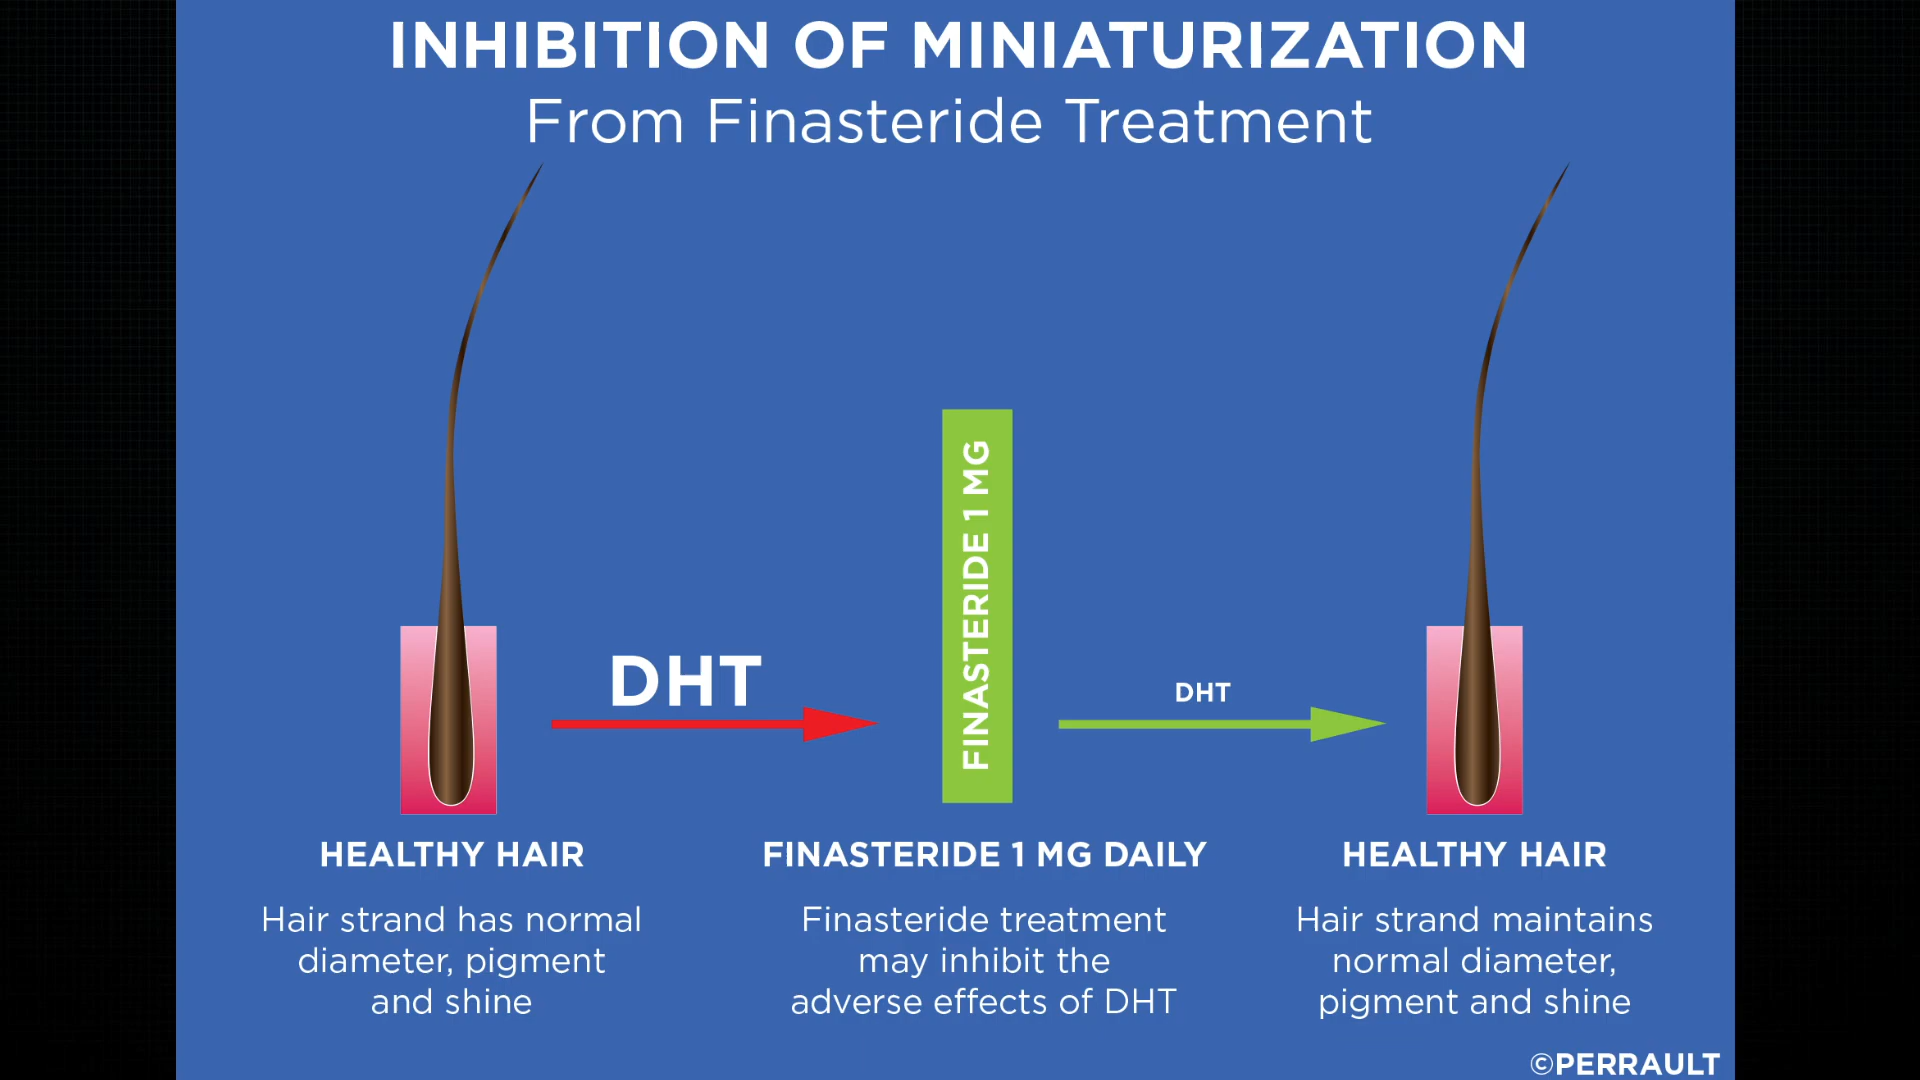 INHIBITION OF MINIATURIZATION
From Finasteride Treatment
FINASTERIDE 1 MG
DHT
DHT
HEALTHY HAIR
Hair strand has normal
diameter, pigment
and shine
FINASTERIDE 1 MG DAILY
Finasteride treatment
may inhibit the
adverse effects of DHT
HEALTHY HAIR
Hair strand maintains
normal diameter,
pigment and shine
©PERRAULT